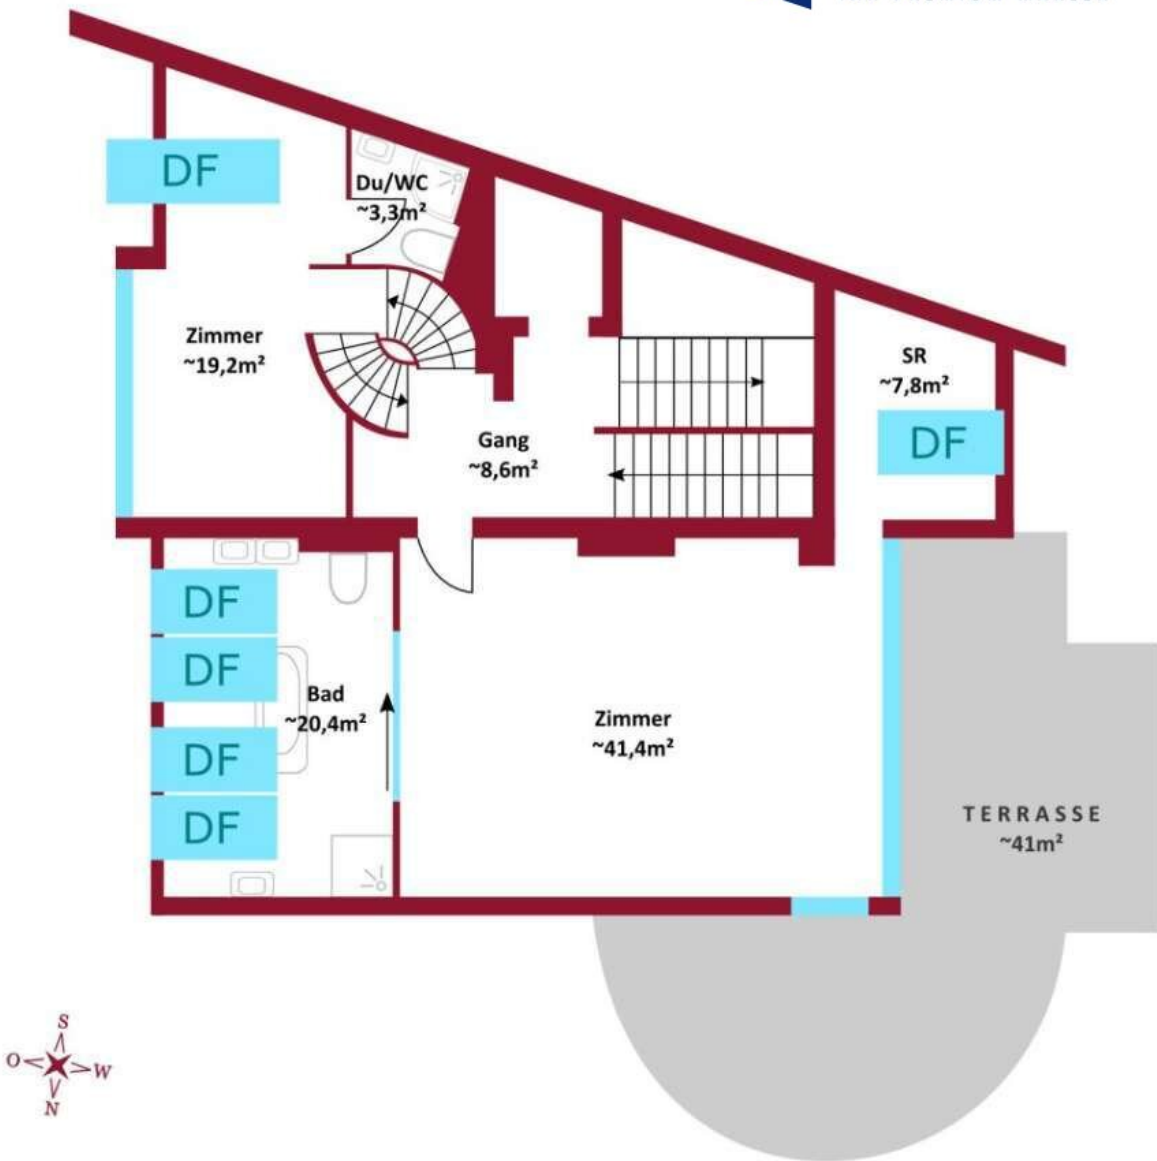 DF
Du/WC
~3,3m²
Zimmer
~19,2m²
SR
~7,8m²
DF
Gang
~8,6m²
DF
DF
Bad
~20,4m²
DF
DF
Zimmer
~41,4m²
TERRASSE
~41m²
S
O
W
N